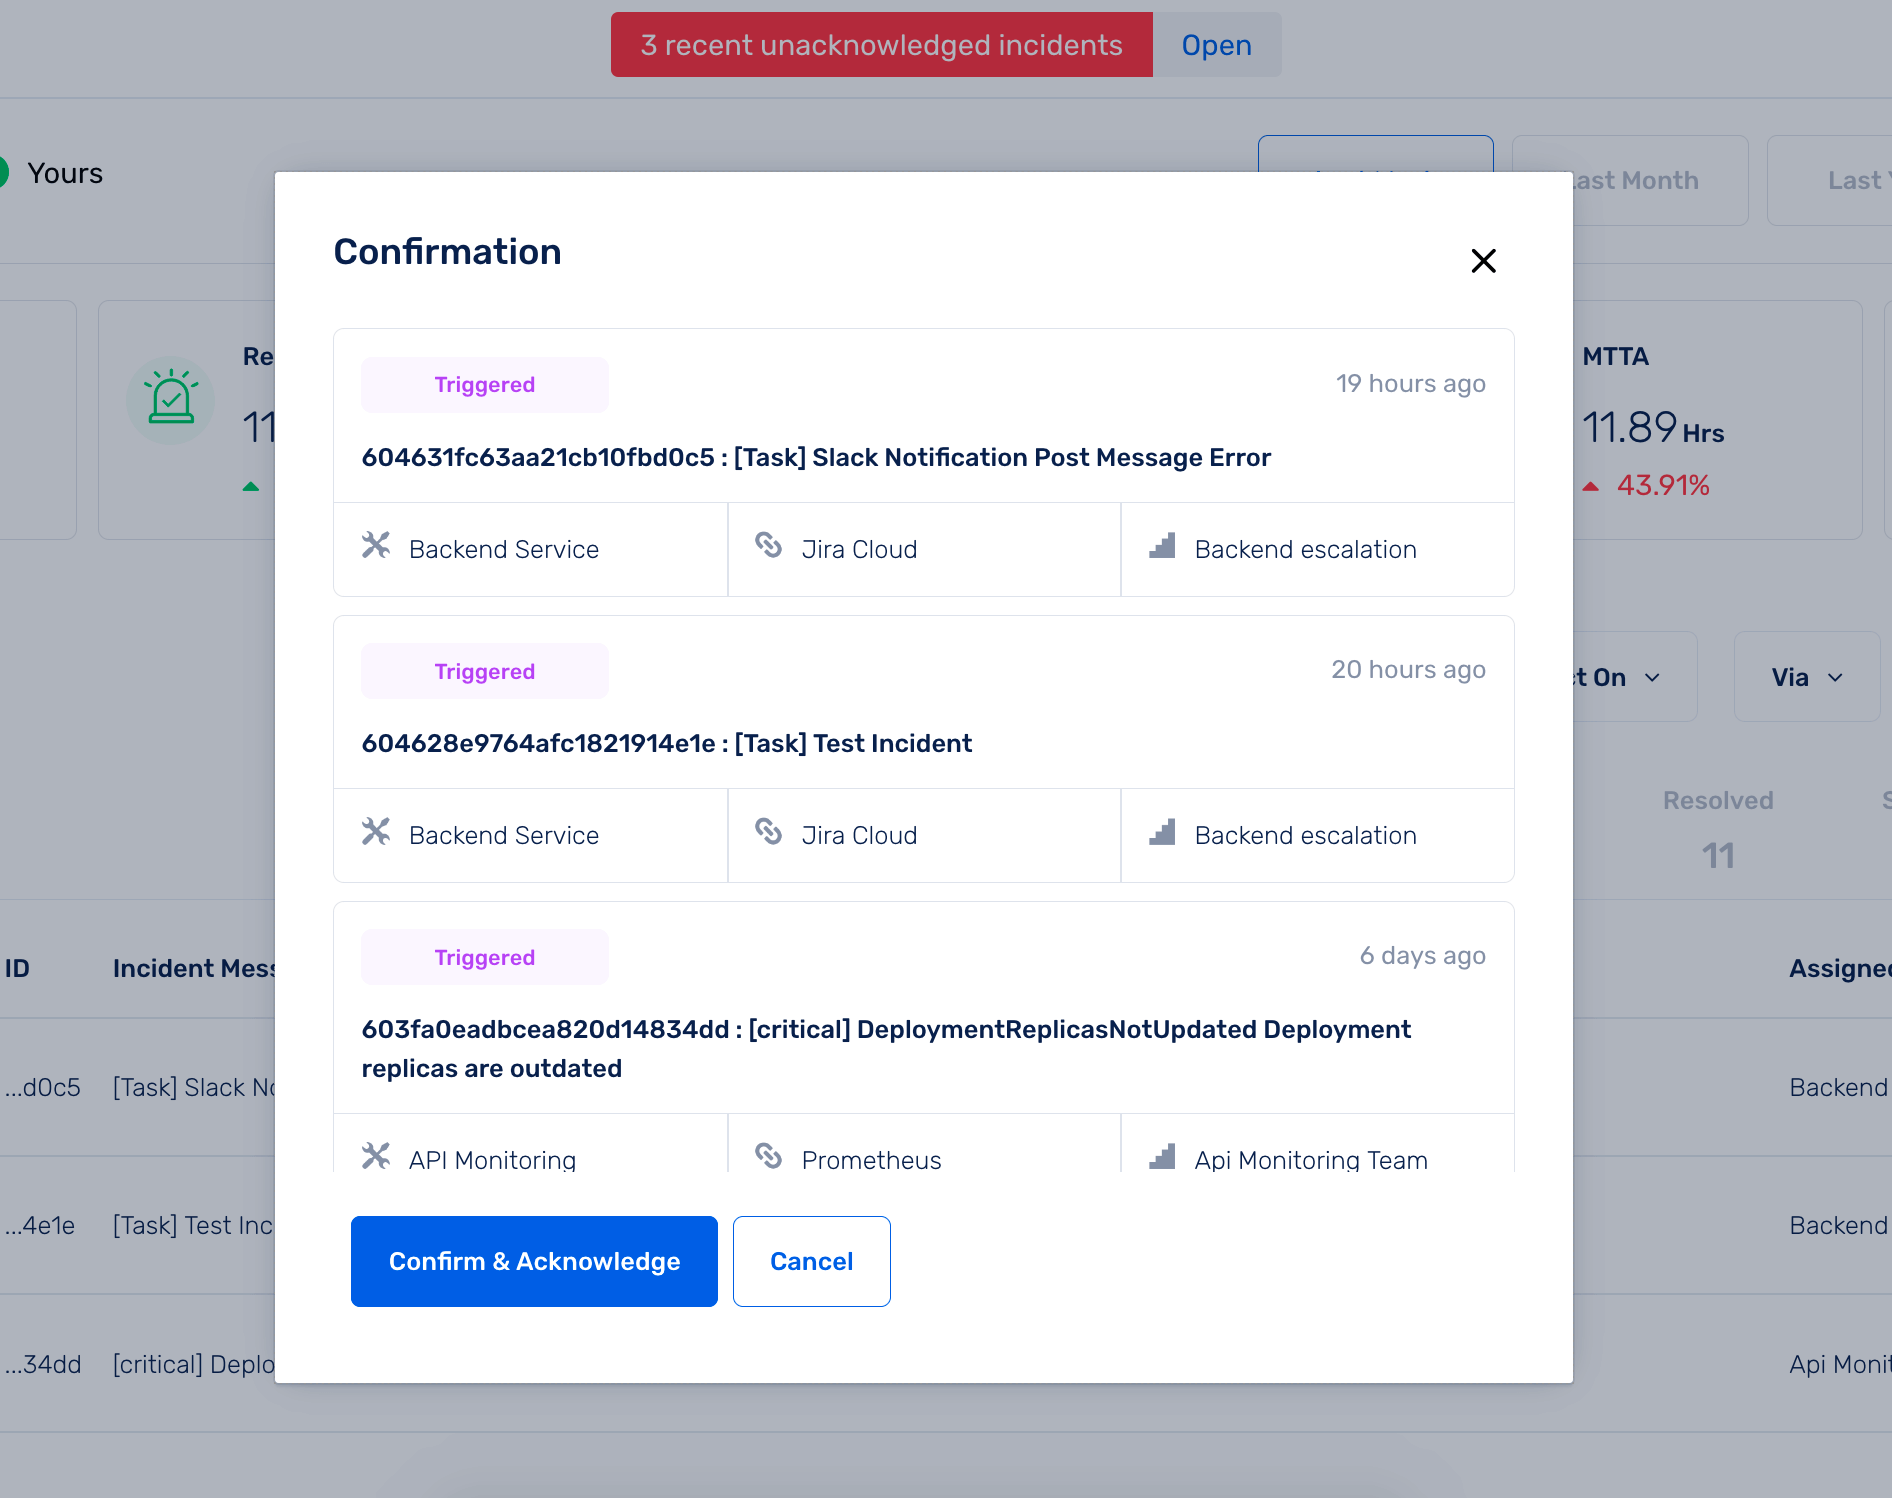 3 recent unacknowledged incidents Open
Yours
Last Month Last
Confirmation
Triggered 19 hours ago
604631fc63aa21cb10fbd0c5 : [Task] Slack Notification Post Message Error
Backend Service Jira Cloud Backend escalation
Triggered 20 hours ago
604628e9764afc1821914e1e : [Task] Test Incident
Backend Service Jira Cloud Backend escalation
Triggered 6 days ago
603fa0eadbcea820d14834dd : [critical] DeploymentReplicasNotUpdated Deployment
replicas are outdated
API Monitoring Prometheus Api Monitoring Team
Confirm & Acknowledge Cancel
Re
11
MTTA
11.89 Hrs
43.91%
ct On Via
Resolved
11
ID Incident Mess Assigned
...d0c5 [Task] Slack No Backend
...4e1e [Task] Test Inc Backend
...34dd [critical] Deplo Api Monit